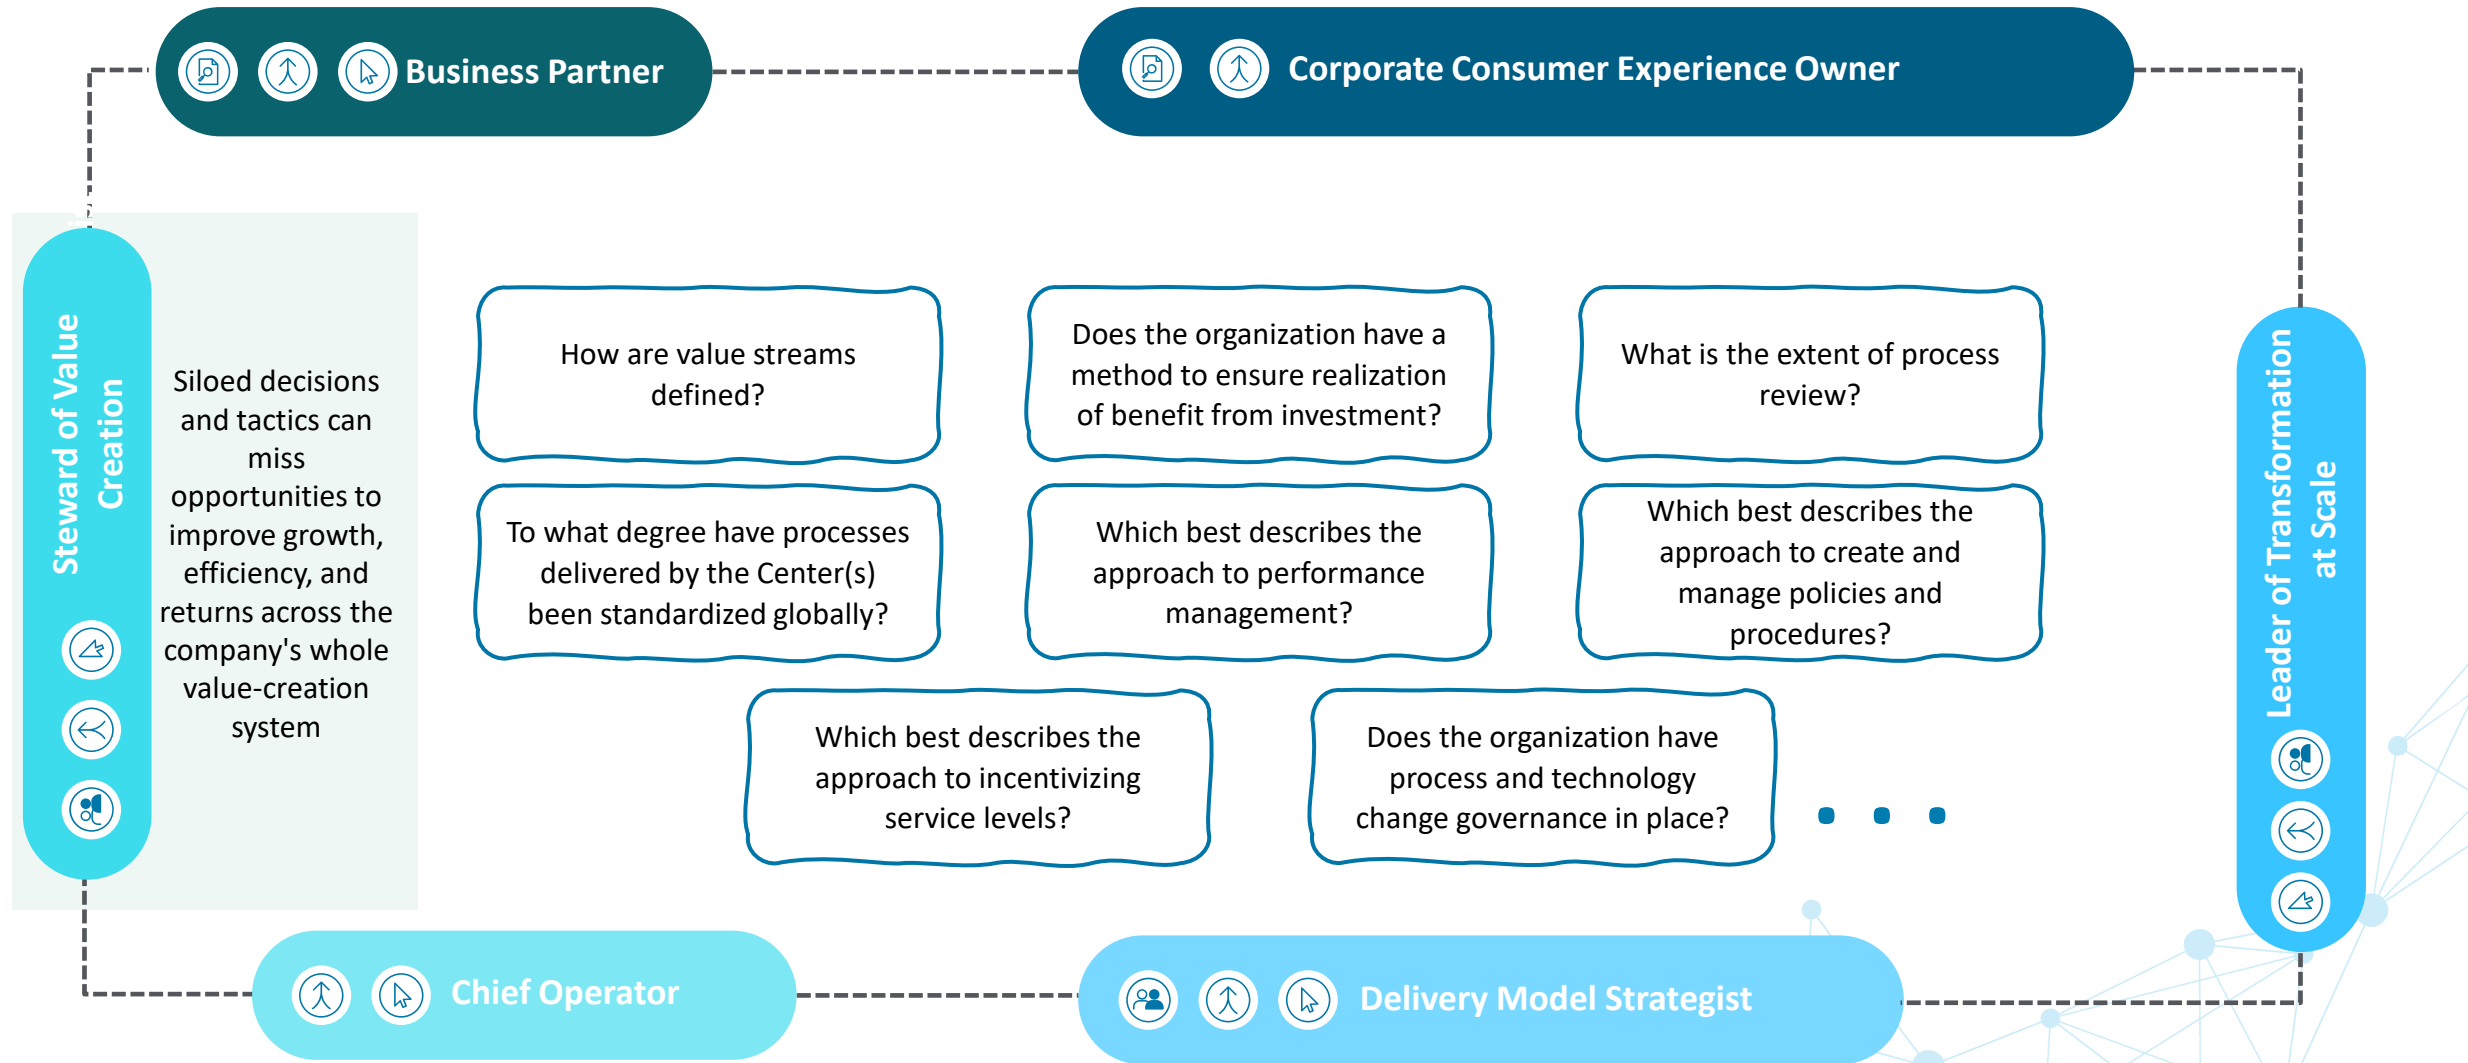 Business Partner
Corporate Consumer Experience Owner
Steward of Value
Creation
Siloed decisions
and tactics can
miss
opportunities to
improve growth,
efficiency, and
returns across the
company's whole
value-creation
system
How are value streams
defined?
Does the organization have a
method to ensure realization
of benefit from investment?
What is the extent of process
review?
To what degree have processes
delivered by the Center(s)
been standardized globally?
Which best describes the
approach to performance
management?
Which best describes the
approach to create and
manage policies and
procedures?
Which best describes the
approach to incentivizing
service levels?
Does the organization have
process and technology
change governance in place?
...
Leader of Transformation
at Scale
Chief Operator
Delivery Model Strategist